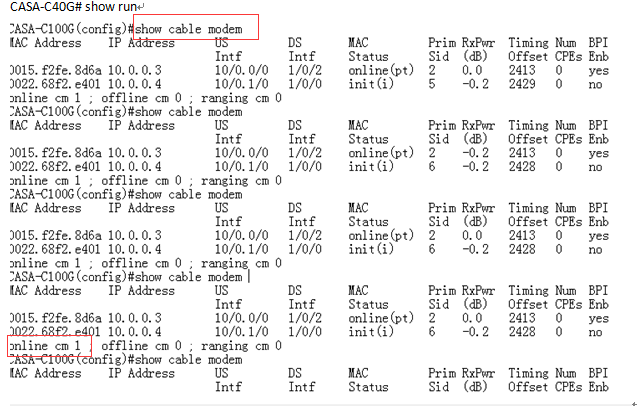 CASA-C40G# show run
CASA-C100G(config)#show cable modem
MAC Address IP Address US DS MAC Prim RxPwr Timing Num BPI
Intf Intf Status Sid (dB) Offset CPEs Enb
0015.f2fe.8d6a 10.0.0.3 10/0.0/0 1/0/2 online(pt) 2 0.0 2413 0 yes
0022.68f2.e401 10.0.0.4 10/0.1/0 1/0/0 init(i) 5 -0.2 2429 0 no
online cm 1 ; offline cm 0 ; ranging cm 0
CASA-C100G(config)#show cable modem
MAC Address IP Address US DS MAC Prim RxPwr Timing Num BPI
Intf Intf Status Sid (dB) Offset CPEs Enb
0015.f2fe.8d6a 10.0.0.3 10/0.0/0 1/0/2 online(pt) 2 -0.2 2413 0 yes
0022.68f2.e401 10.0.0.4 10/0.1/0 1/0/0 init(i) 6 -0.2 2428 0 no
online cm 1 ; offline cm 0 ; ranging cm 0
CASA-C100G(config)#show cable modem
MAC Address IP Address US DS MAC Prim RxPwr Timing Num BPI
Intf Intf Status Sid (dB) Offset CPEs Enb
0015.f2fe.8d6a 10.0.0.3 10/0.0/0 1/0/2 online(pt) 2 0.0 2413 0 yes
0022.68f2.e401 10.0.0.4 10/0.1/0 1/0/0 init(i) 6 -0.2 2428 0 no
online cm 1 ; offline cm 0 ; ranging cm 0
CASA-C100G(config)#show cable modem
MAC Address IP Address US DS MAC Prim RxPwr Timing Num BPI
Intf Intf Status Sid (dB) Offset CPEs Enb
0015.f2fe.8d6a 10.0.0.3 10/0.0/0 1/0/2 online(pt) 2 0.0 2413 0 yes
0022.68f2.e401 10.0.0.4 10/0.1/0 1/0/0 init(i) 6 -0.2 2428 0 no
online cm 1 ; offline cm 0 ; ranging cm 0
CASA-C100G(config)#show cable modem
MAC Address IP Address US DS MAC Prim RxPwr Timing Num BPI
Intf Intf Status Sid (dB) Offset CPEs Enb